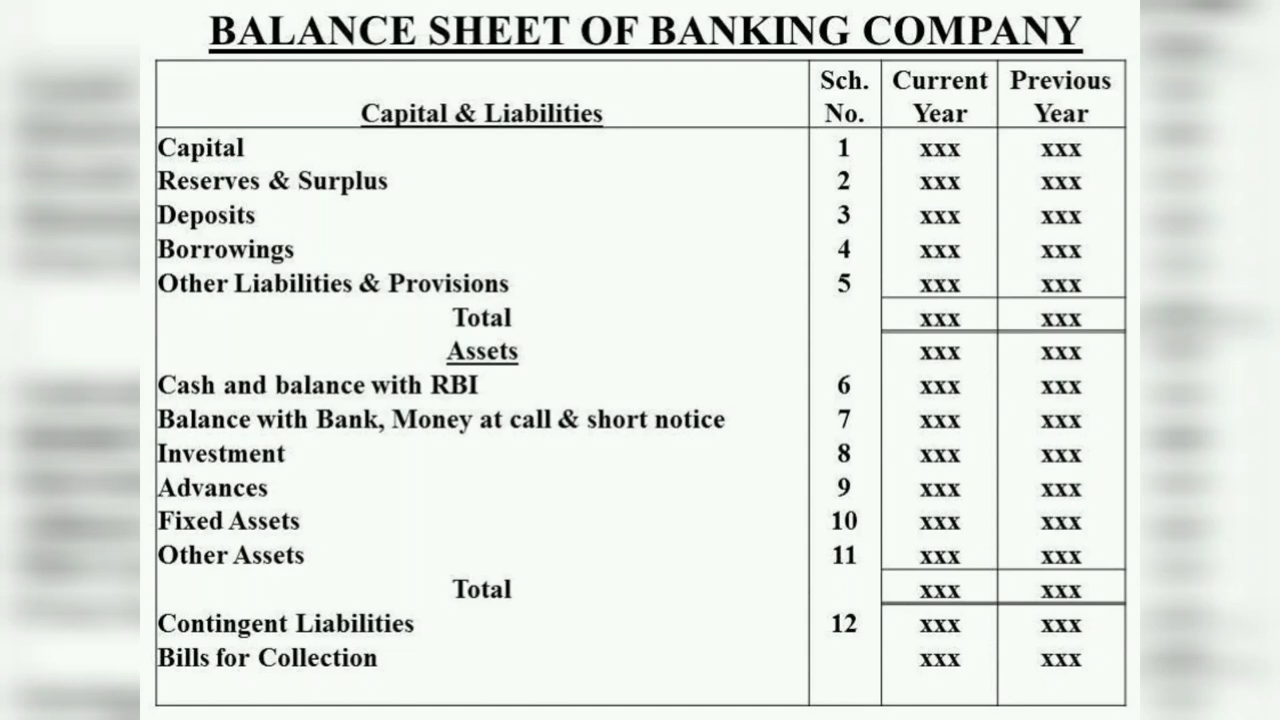 BALANCE SHEET OF BANKING COMPANY
Capital & Liabilities Sch. No. Current Year Previous Year
Capital 1 xxx xxx
Reserves & Surplus 2 xxx xxx
Deposits 3 xxx xxx
Borrowings 4 xxx xxx
Other Liabilities & Provisions 5 xxx xxx
Total xxx xxx
Assets xxx xxx
Cash and balance with RBI 6 xxx xxx
Balance with Bank, Money at call & short notice 7 xxx xxx
Investment 8 xxx xxx
Advances 9 xxx xxx
Fixed Assets 10 xxx xxx
Other Assets 11 xxx xxx
Total xxx xxx
Contingent Liabilities 12 xxx xxx
Bills for Collection xxx xxx